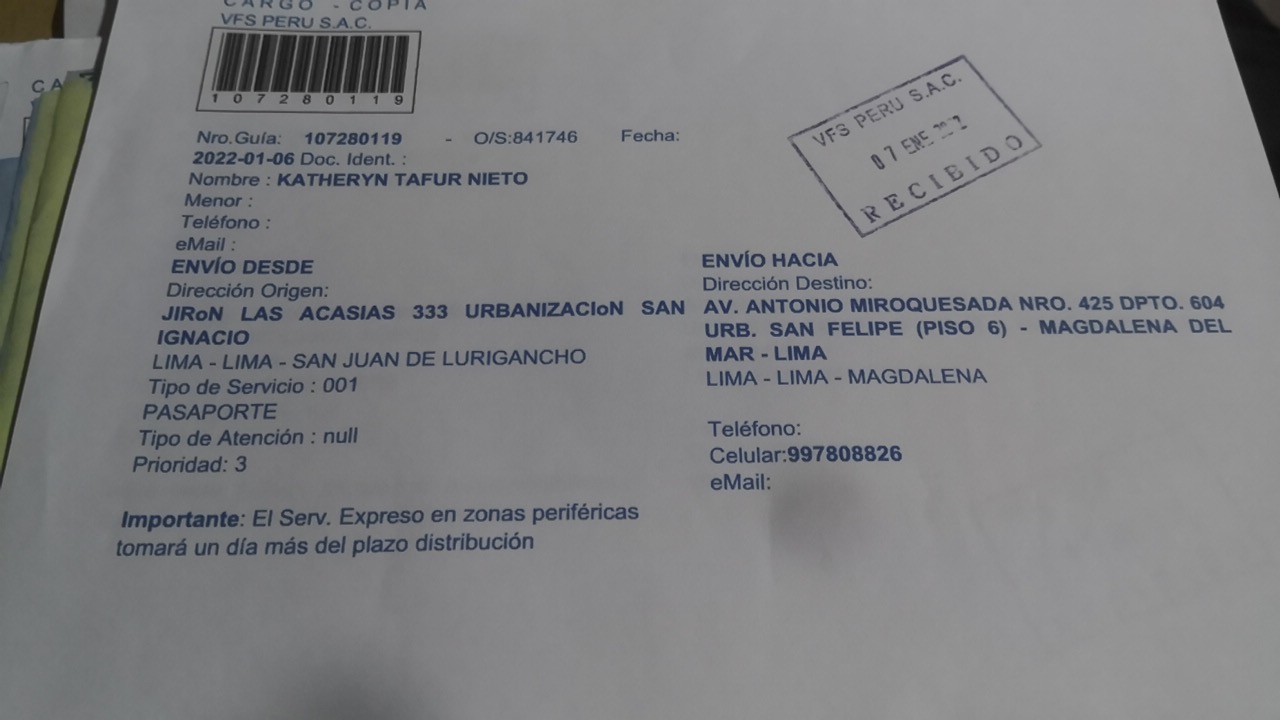 CARGO - COPIA
VFS PERU S.A.C.
107280119
Nro.Guía: 107280119 - O/S:841746 Fecha:
2022-01-06 Doc. Ident. :
Nombre : KATHERYN TAFUR NIETO
Menor :
Teléfono :
eMail :
ENVÍO DESDE
Dirección Origen:
JIRoN LAS ACASIAS 333 URBANIZACIoN SAN
IGNACIO
LIMA - LIMA - SAN JUAN DE LURIGANCHO
Tipo de Servicio : 001
PASAPORTE
Tipo de Atención : null
Prioridad: 3
Importante: El Serv. Expreso en zonas periféricas
tomará un día más del plazo distribución
VFS PERU S.A.C.
07 ENE
RECIBIDO
ENVÍO HACIA
Dirección Destino:
AV. ANTONIO MIROQUESADA NRO. 425 DPTO. 604
URB. SAN FELIPE (PISO 6) - MAGDALENA DEL
MAR - LIMA
LIMA - LIMA - MAGDALENA
Teléfono:
Celular:997808826
eMail:
CA